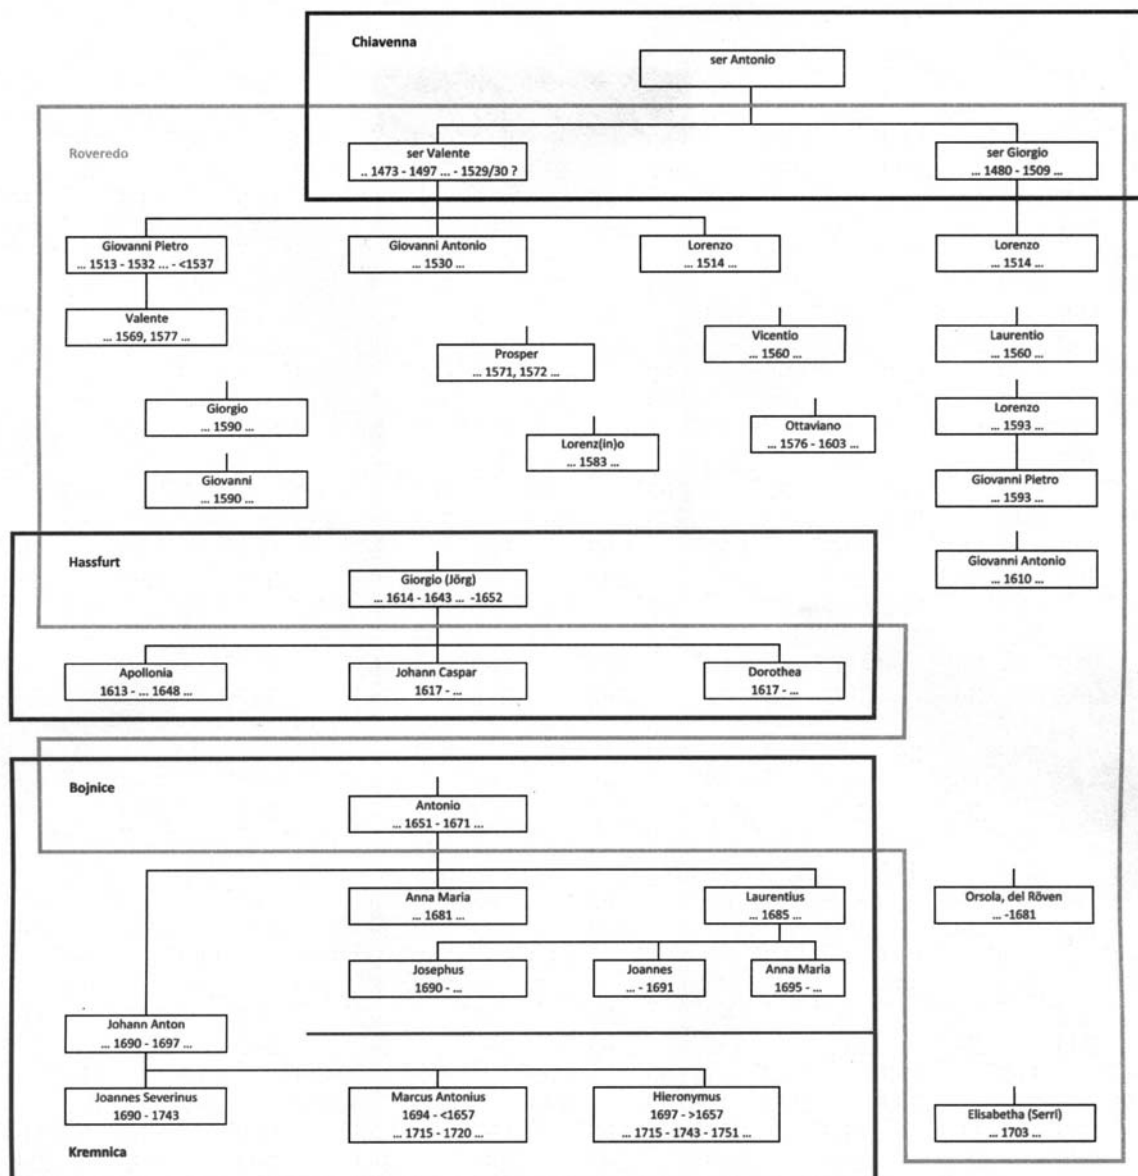 Chiavenna
ser Antonio
Roveredo
ser Valente
.. 1473 - 1497 ... - 1529/30 ?
ser Giorgio
... 1480 - 1509 ...
Giovanni Pietro
... 1513 - 1532 ... - <1537
Giovanni Antonio
... 1530 ...
Lorenzo
... 1514 ...
Lorenzo
... 1514 ...
Valente
... 1569, 1577 ...
Prosper
... 1571, 1572 ...
Vicentio
... 1560 ...
Laurentio
... 1560 ...
Giorgio
... 1590 ...
Lorenz(in)o
... 1583 ...
Ottaviano
... 1576 - 1603 ...
Lorenzo
... 1593 ...
Giovanni
... 1590 ...
Giovanni Pietro
... 1593 ...
Hassfurt
Giorgio (Jörg)
... 1614 - 1643 ... -1652
Giovanni Antonio
... 1610 ...
Apollonia
1613 - ... 1648 ...
Johann Caspar
1617 - ...
Dorothea
1617 - ...
Bojnice
Antonio
... 1651 - 1671 ...
Anna Maria
... 1681 ...
Laurentius
... 1685 ...
Orsola, del Röven
... -1681
Josephus
1690 - ...
Joannes
... - 1691
Anna Maria
1695 - ...
Johann Anton
... 1690 - 1697 ...
Joannes Severinus
1690 - 1743
Marcus Antonius
1694 - <1657
... 1715 - 1720 ...
Hieronymus
1697 - >1657
... 1715 - 1743 - 1751 ...
Elisabetha (Serri)
... 1703 ...
Kremnica